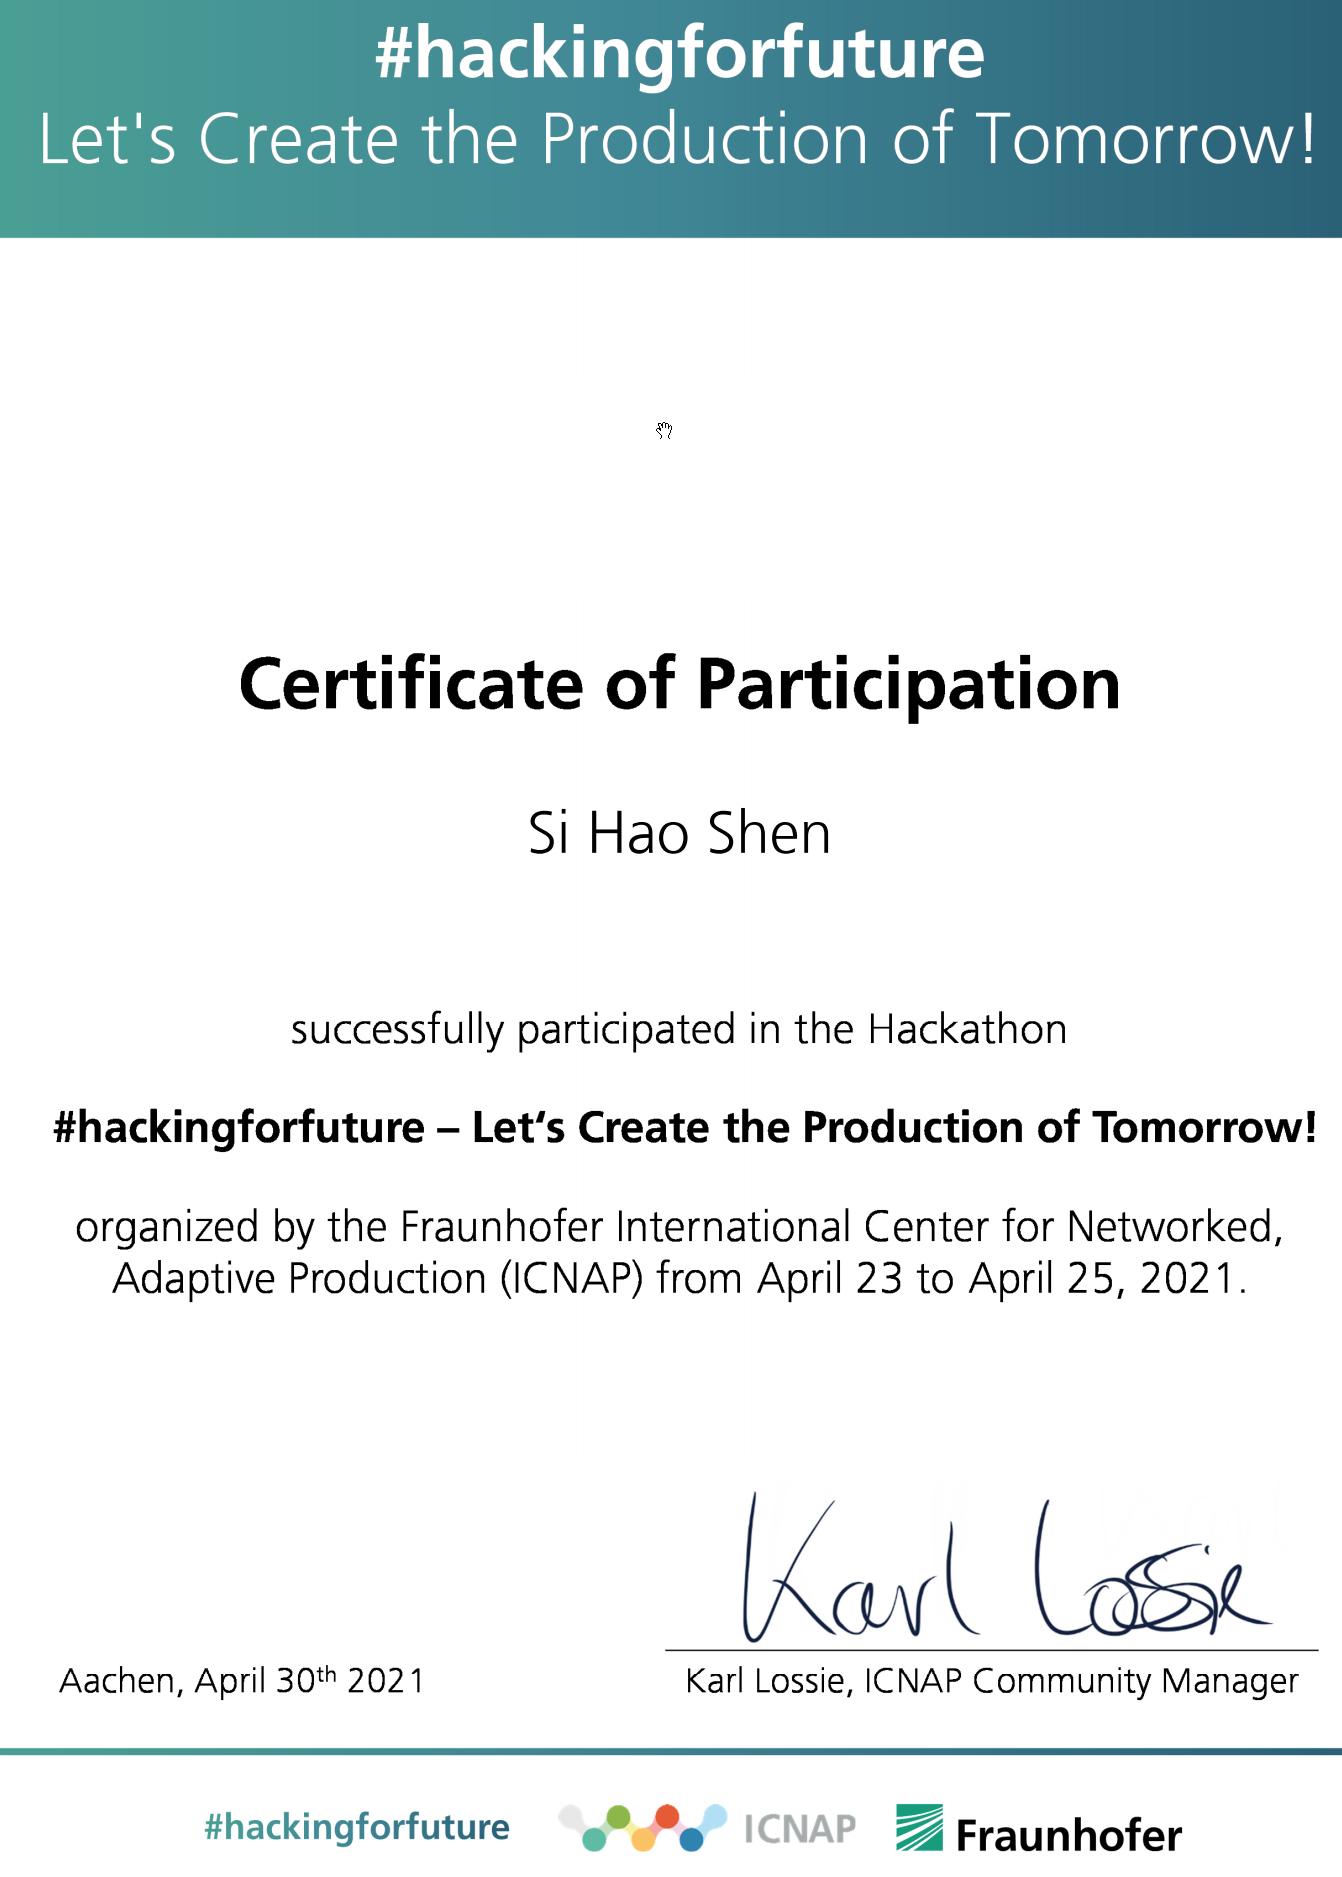 #hackingforfuture
Let's Create the Production of Tomorrow!
Certificate of Participation
Si Hao Shen
successfully participated in the Hackathon
#hackingforfuture – Let‘s Create the Production of Tomorrow!
organized by the Fraunhofer International Center for Networked,
Adaptive Production (ICNAP) from April 23 to April 25, 2021.
Karl Lossie
Aachen, April 30th 2021
Karl Lossie, ICNAP Community Manager
#hackingforfuture
ICNAP
Fraunhofer